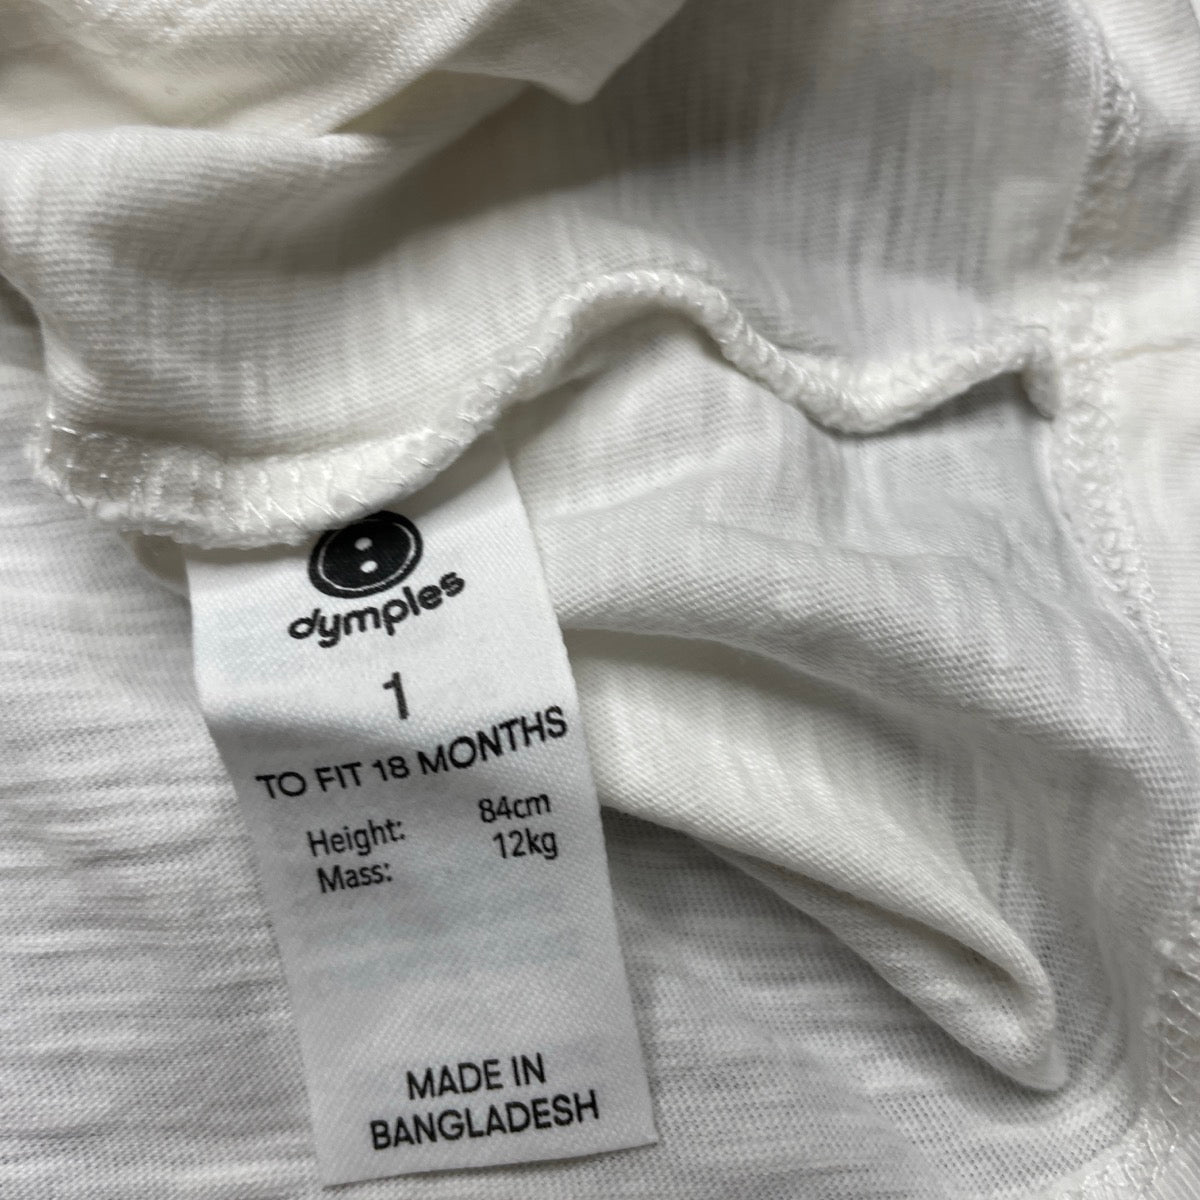 dymples
1
TO FIT 18 MONTHS
Height: 84cm
Mass: 12kg
MADE IN
BANGLADESH